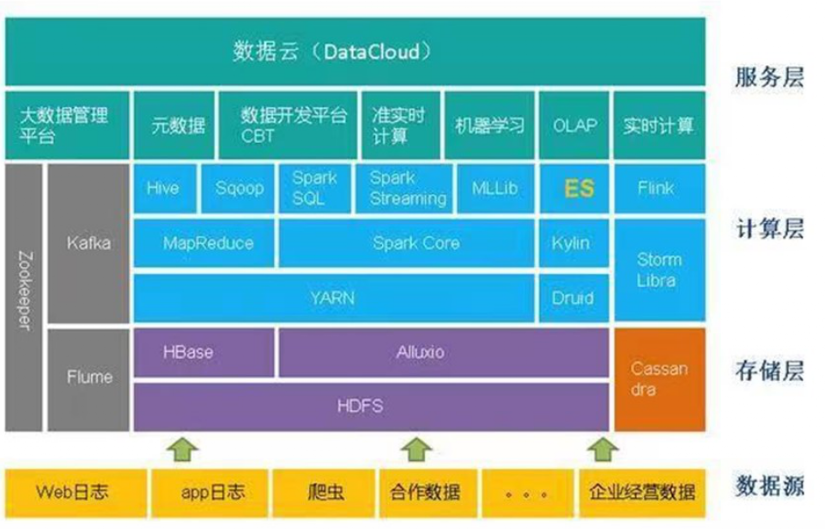 数据云（DataCloud）
服务层
大数据管理
平台
元数据
数据开发平台
CBT
准实时
计算
机器学习
OLAP
实时计算
Zookeeper
Kafka
Hive
Sqoop
Spark
SQL
Spark
Streaming
MLLib
ES
Flink
计算层
MapReduce
Spark Core
Kylin
Storm
Libra
YARN
Druid
Flume
HBase
Alluxio
Cassan
dra
存储层
HDFS
Web日志
app日志
爬虫
合作数据
。。。
企业经营数据
数据源